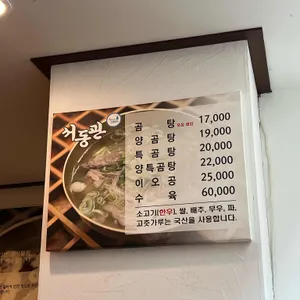 서동관
곰 탕 17,000
양 곰 탕 19,000
특 곰 탕 20,000
양 특 곰 탕 22,000
이 오 공 25,000
수 육 60,000
소고기(한우), 쌀, 배추, 무우, 파,
고춧가루는 국산을 사용합니다.